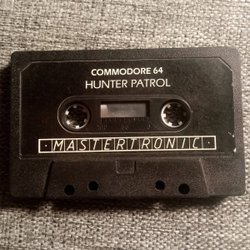 COMMODORE 64
HUNTER PATROL
· MASTERTRONIC ·